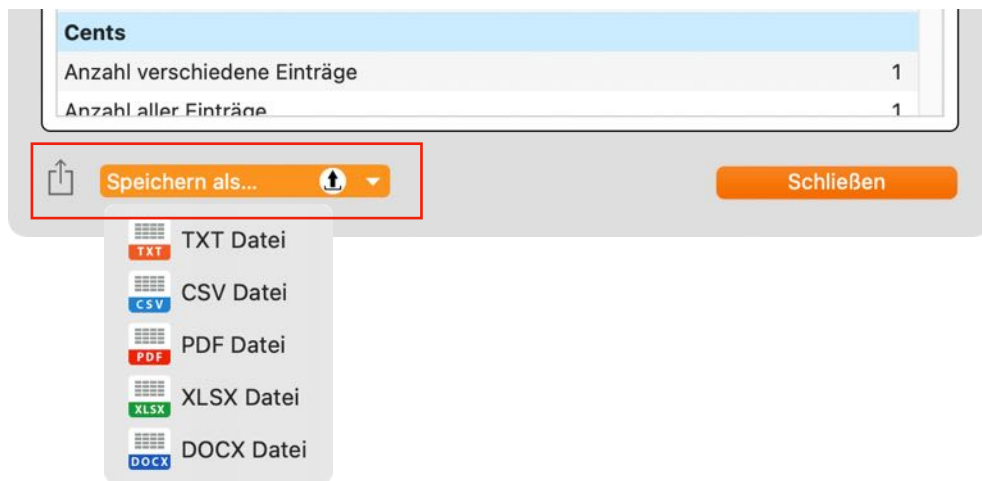 Cents
Anzahl verschiedene Einträge 1
Anzahl aller Einträge 1
Speichern als... Schließen
TXT TXT Datei
CSV CSV Datei
PDF PDF Datei
XLSX XLSX Datei
DOCX DOCX Datei